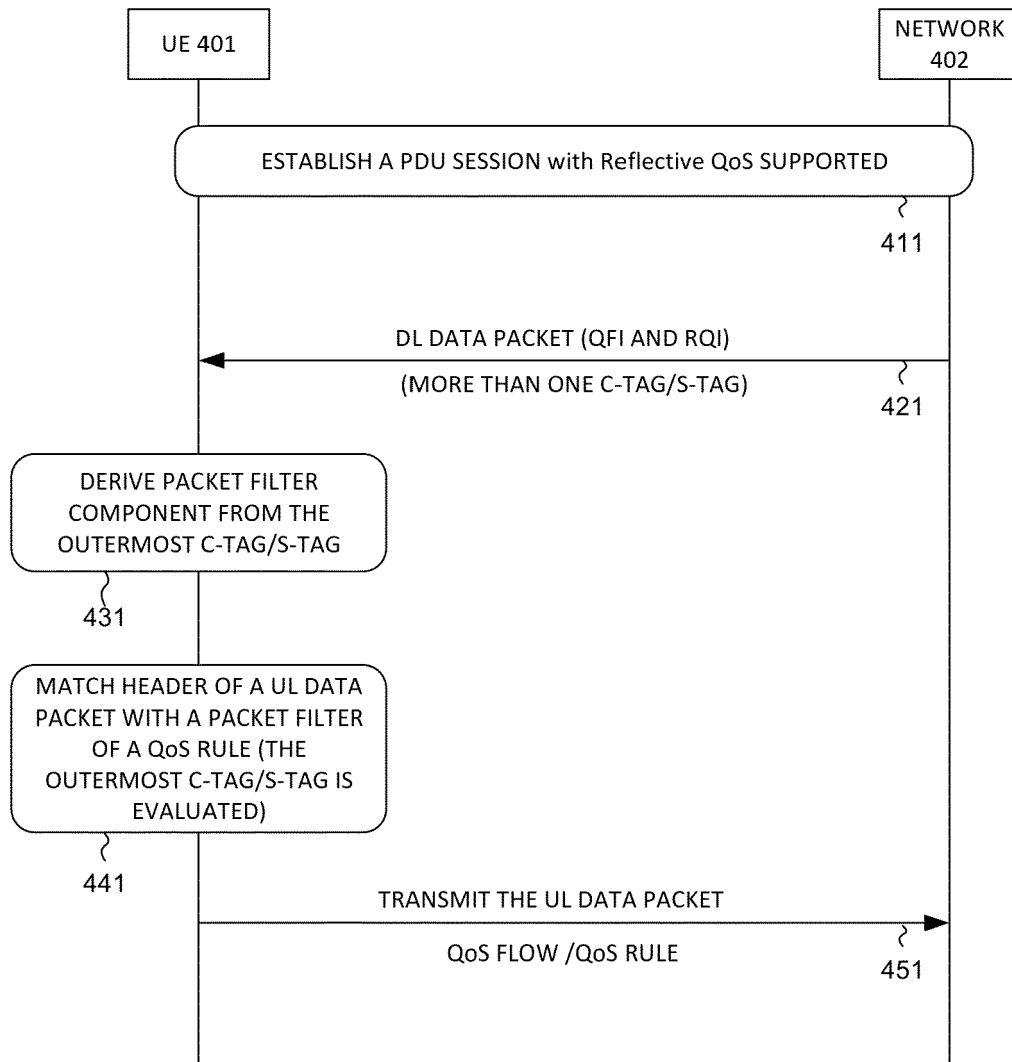 UE 401
NETWORK
402
ESTABLISH A PDU SESSION with Reflective QoS SUPPORTED
411
DL DATA PACKET (QFI AND RQI)
(MORE THAN ONE C-TAG/S-TAG)
421
DERIVE PACKET FILTER
COMPONENT FROM THE
OUTERMOST C-TAG/S-TAG
431
MATCH HEADER OF A UL DATA
PACKET WITH A PACKET FILTER
OF A QoS RULE (THE
OUTERMOST C-TAG/S-TAG IS
EVALUATED)
441
TRANSMIT THE UL DATA PACKET
QoS FLOW /QoS RULE
451